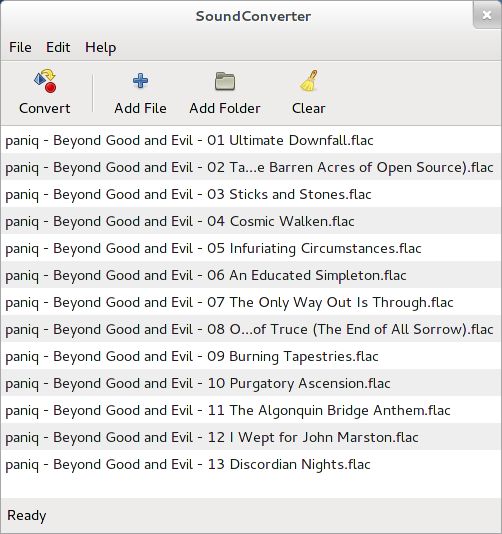 SoundConverter
File Edit Help
Convert Add File Add Folder Clear
paniq - Beyond Good and Evil - 01 Ultimate Downfall.flac
paniq - Beyond Good and Evil - 02 Ta...e Barren Acres of Open Source).flac
paniq - Beyond Good and Evil - 03 Sticks and Stones.flac
paniq - Beyond Good and Evil - 04 Cosmic Walken.flac
paniq - Beyond Good and Evil - 05 Infuriating Circumstances.flac
paniq - Beyond Good and Evil - 06 An Educated Simpleton.flac
paniq - Beyond Good and Evil - 07 The Only Way Out Is Through.flac
paniq - Beyond Good and Evil - 08 O...of Truce (The End of All Sorrow).flac
paniq - Beyond Good and Evil - 09 Burning Tapestries.flac
paniq - Beyond Good and Evil - 10 Purgatory Ascension.flac
paniq - Beyond Good and Evil - 11 The Algonquin Bridge Anthem.flac
paniq - Beyond Good and Evil - 12 I Wept for John Marston.flac
paniq - Beyond Good and Evil - 13 Discordian Nights.flac
Ready